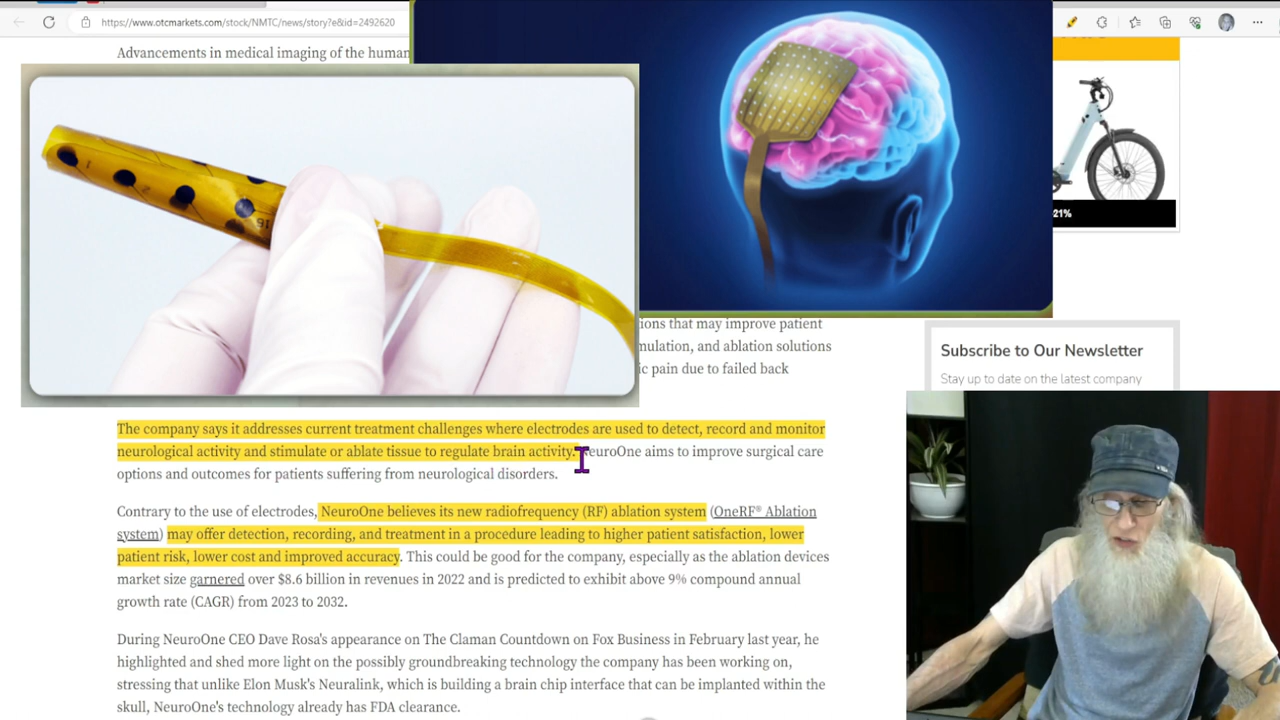 https://www.otcmarkets.com/stock/NMTC/news/story?e&id=2492620
Advancements in medical imaging of the human
21%
ions that may improve patient
mulation, and ablation solutions
ic pain due to failed back
Subscribe to Our Newsletter
Stay up to date on the latest company
The company says it addresses current treatment challenges where electrodes are used to detect, record and monitor
neurological activity and stimulate or ablate tissue to regulate brain activity. NeuroOne aims to improve surgical care
options and outcomes for patients suffering from neurological disorders.
Contrary to the use of electrodes, NeuroOne believes its new radiofrequency (RF) ablation system (OneRF® Ablation
system) may offer detection, recording, and treatment in a procedure leading to higher patient satisfaction, lower
patient risk, lower cost and improved accuracy. This could be good for the company, especially as the ablation devices
market size garnered over $8.6 billion in revenues in 2022 and is predicted to exhibit above 9% compound annual
growth rate (CAGR) from 2023 to 2032.
During NeuroOne CEO Dave Rosa's appearance on The Claman Countdown on Fox Business in February last year, he
highlighted and shed more light on the possibly groundbreaking technology the company has been working on,
stressing that unlike Elon Musk's Neuralink, which is building a brain chip interface that can be implanted within the
skull, NeuroOne's technology already has FDA clearance.